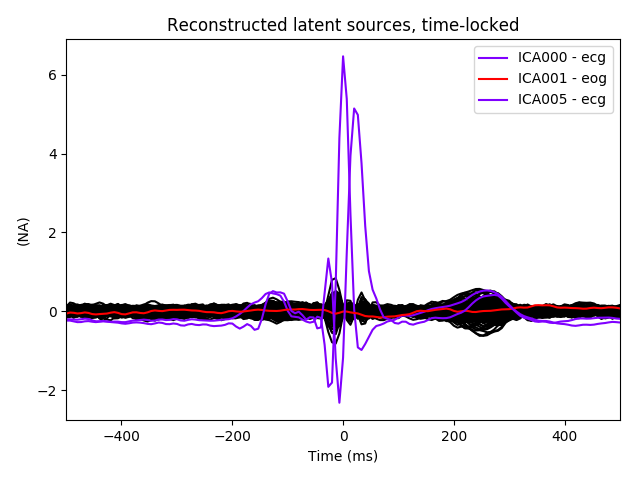 Reconstructed latent sources, time-locked
ICA000 - ecg
ICA001 - eog
ICA005 - ecg
6
4
2
0
−2
(NA)
−400
−200
0
200
400
Time (ms)